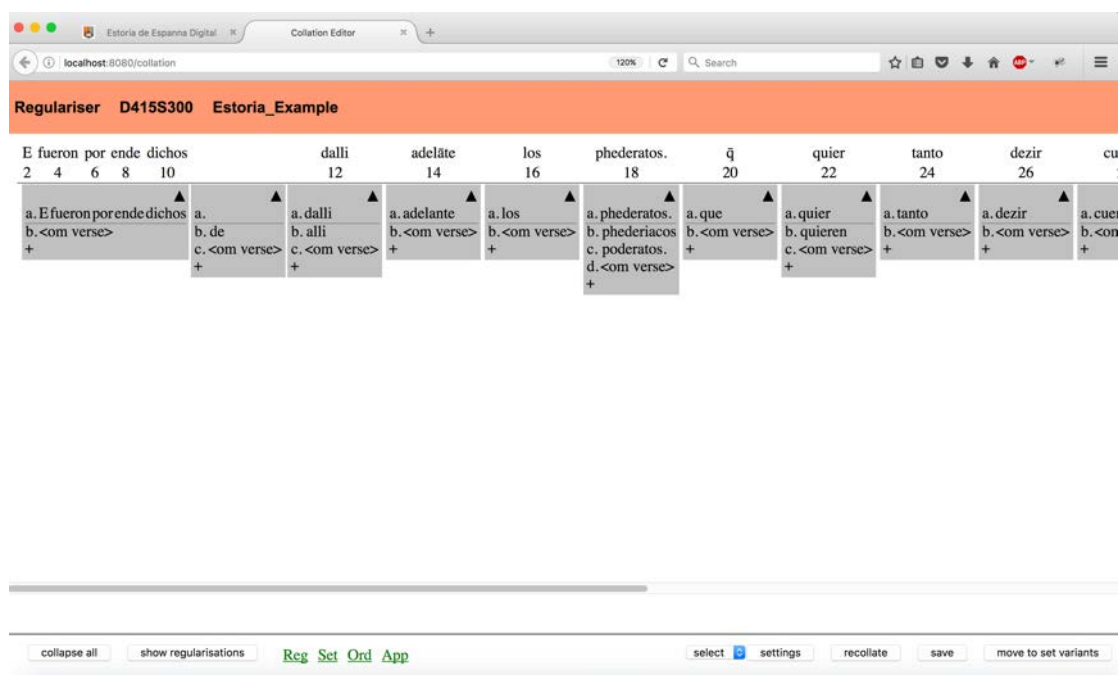 Estoria de Espanna Digital Collation Editor
localhost:8080/collation 120% Search
Regulariser D415S300 Estoria_Example
E fueron por ende dichos dalli adelāte los phederatos. q̄ quier tanto dezir cu
2 4 6 8 10 12 14 16 18 20 22 24 26
a. E fueron por ende dichos a. a. dalli a. adelante a. los a. phederatos. a. que a. quier a. tanto a. dezir a. cuen
b. <om verse> b. de b. alli b. <om verse> b. <om verse> b. phederiacos b. <om verse> b. quieren b. <om verse> b. <om verse> b. <om
+ c. <om verse> c. <om verse> + + c. poderatos. + c. <om verse> + + +
+ + d. <om verse> +
+
collapse all show regularisations Reg Set Ord App select settings recollate save move to set variants